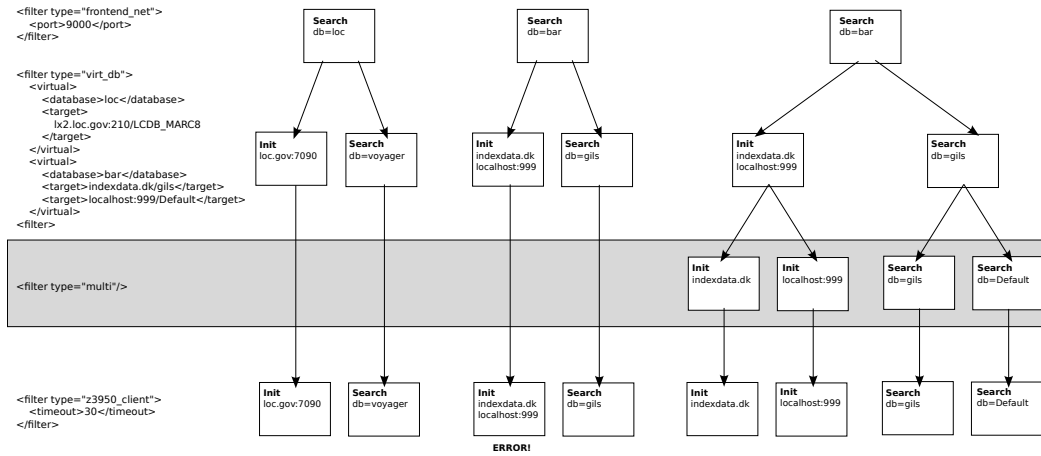 <filter type="frontend_net">
<port>9000</port>
</filter>
Search
db=loc
Search
db=bar
Search
db=bar
<filter type="virt_db">
<virtual>
<database>loc</database>
<target>
lx2.loc.gov:210/LCDB_MARC8
</target>
</virtual>
<virtual>
<database>bar</database>
<target>indexdata.dk/gils</target>
<target>localhost:999/Default</target>
</virtual>
<filter>
Init
loc.gov:7090
Search
db=voyager
Init
indexdata.dk
localhost:999
Search
db=gils
Init
indexdata.dk
localhost:999
Search
db=gils
<filter type="multi"/>
Init
indexdata.dk
Init
localhost:999
Search
db=gils
Search
db=Default
<filter type="z3950_client">
<timeout>30</timeout>
</filter>
Init
loc.gov:7090
Search
db=voyager
Init
indexdata.dk
localhost:999
Search
db=gils
Init
indexdata.dk
Init
localhost:999
Search
db=gils
Search
db=Default
ERROR!